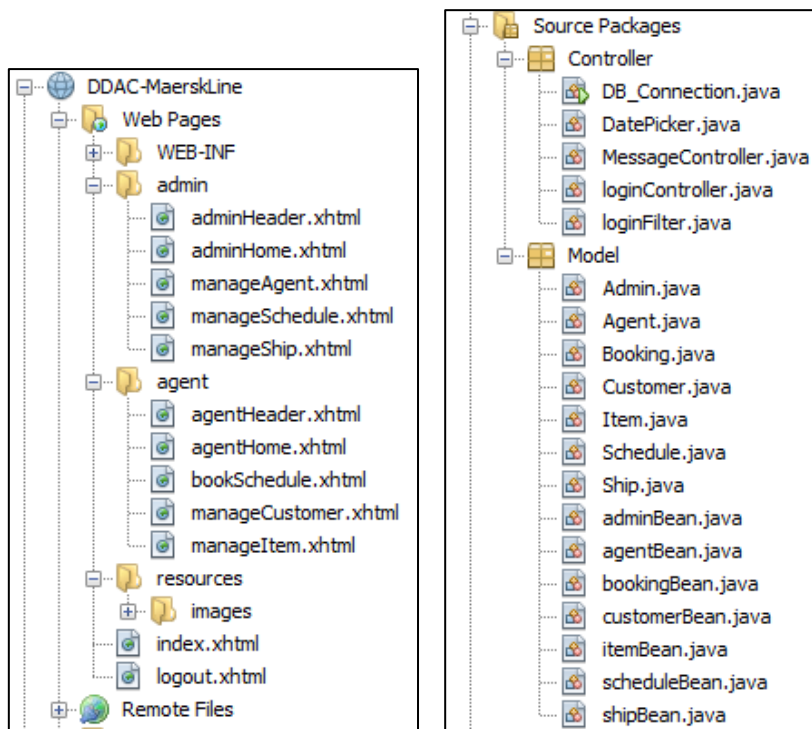 DDAC-MaerskLine
Web Pages
WEB-INF
admin
adminHeader.xhtml
adminHome.xhtml
manageAgent.xhtml
manageSchedule.xhtml
manageShip.xhtml
agent
agentHeader.xhtml
agentHome.xhtml
bookSchedule.xhtml
manageCustomer.xhtml
manageItem.xhtml
resources
images
index.xhtml
logout.xhtml
Remote Files
Source Packages
Controller
DB_Connection.java
DatePicker.java
MessageController.java
loginController.java
loginFilter.java
Model
Admin.java
Agent.java
Booking.java
Customer.java
Item.java
Schedule.java
Ship.java
adminBean.java
agentBean.java
bookingBean.java
customerBean.java
itemBean.java
scheduleBean.java
shipBean.java